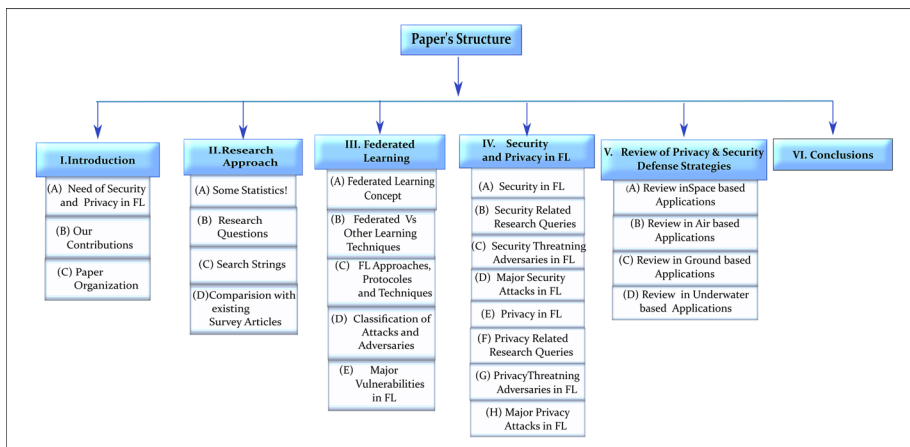 Paper's Structure
I.Introduction
(A) Need of Security
and Privacy in FL
(B) Our
Contributions
(C) Paper
Organization
II.Research
Approach
(A) Some Statistics!
(B) Research
Questions
(C) Search Strings
(D)Comparision with
existing
Survey Articles
III. Federated
Learning
(A) Federated Learning
Concept
(B) Federated Vs
Other Learning
Techniques
(C) FL Approaches,
Protocoles
and Techniques
(D) Classification of
Attacks and
Adversaries
(E) Major
Vulnerabilities
in FL
IV. Security
and Privacy in FL
(A) Security in FL
(B) Security Related
Research Queries
(C) Security Threatning
Adversaries in FL
(D) Major Security
Attacks in FL
(E) Privacy in FL
(F) Privacy Related
Research Queries
(G) PrivacyThreatning
Adversaries in FL
(H) Major Privacy
Attacks in FL
V. Review of Privacy & Security
Defense Strategies
(A) Review inSpace based
Applications
(B) Review in Air based
Applications
(C) Review in Ground based
Applications
(D) Review in Underwater
based Applications
VI. Conclusions